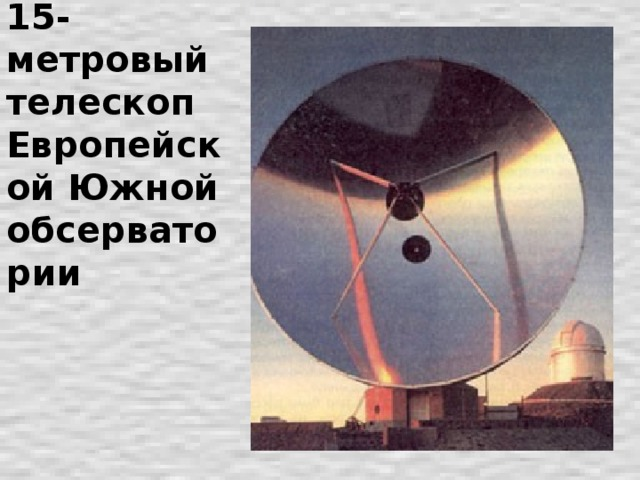 15-
метровый
телескоп
Европейск
ой Южной
обсервато
рии